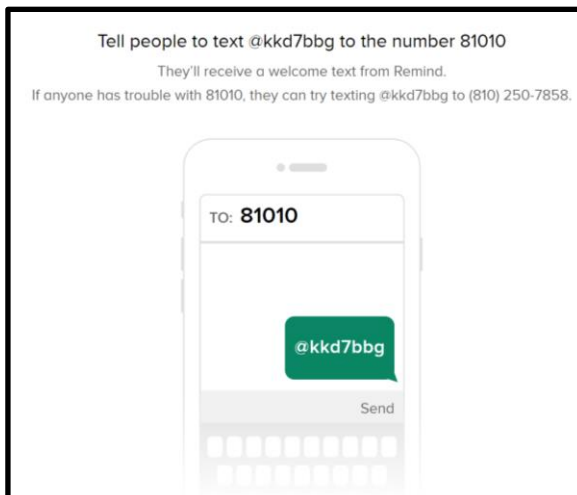 Tell people to text @kkd7bbg to the number 81010
They'll receive a welcome text from Remind.
If anyone has trouble with 81010, they can try texting @kkd7bbg to (810) 250-7858.
TO: 81010
@kkd7bbg
Send